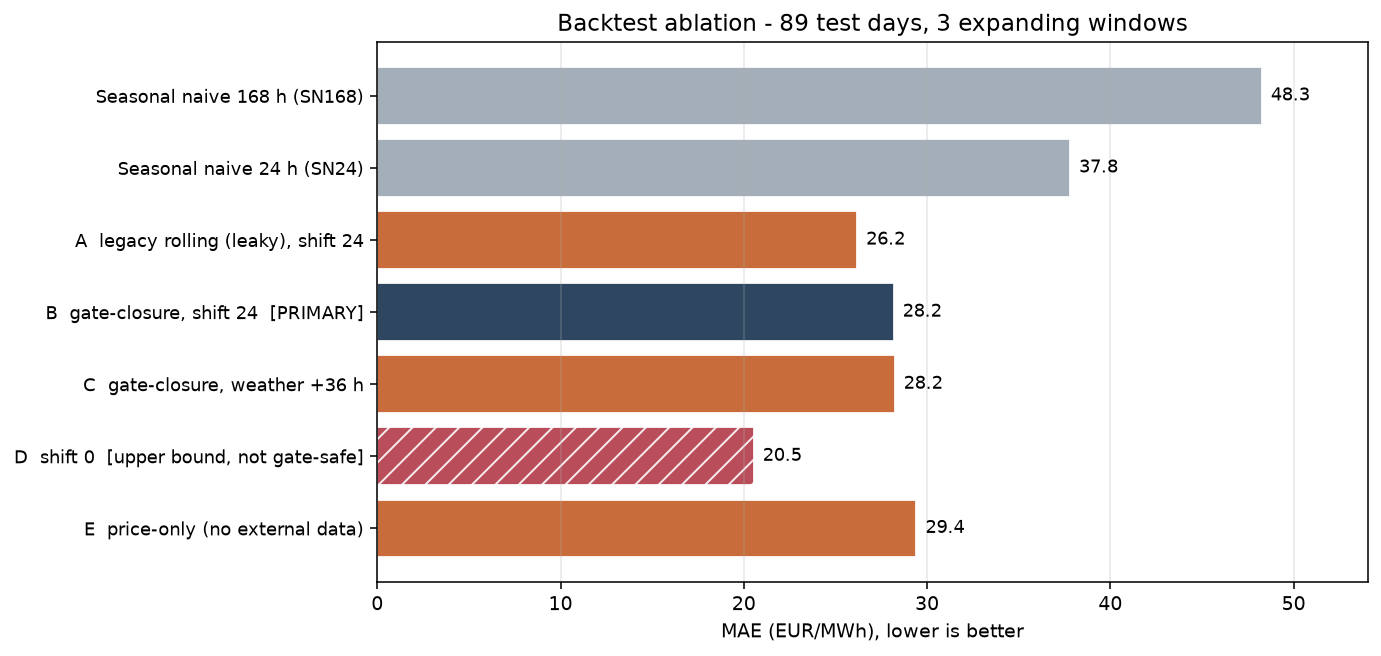 Backtest ablation - 89 test days, 3 expanding windows
Seasonal naive 168 h (SN168)
48.3
Seasonal naive 24 h (SN24)
37.8
A  legacy rolling (leaky), shift 24
26.2
B  gate-closure, shift 24  [PRIMARY]
28.2
C  gate-closure, weather +36 h
28.2
D  shift 0  [upper bound, not gate-safe]
20.5
E  price-only (no external data)
29.4
0 10 20 30 40 50
MAE (EUR/MWh), lower is better